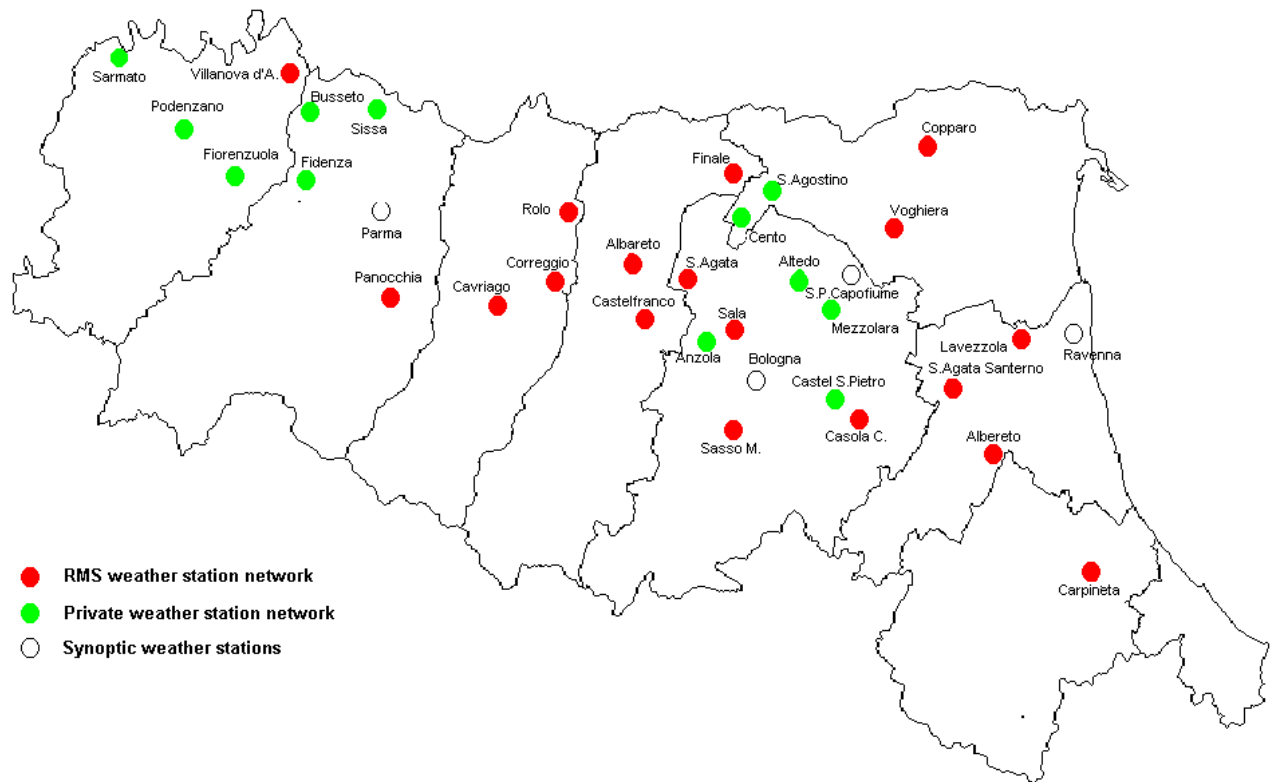 Sarmato
Villanova d'A.
Podenzano
Busseto
Sissa
Fiorenzuola
Fidenza
Parma
Panocchia
Cavriago
Rolo
Correggio
Albareto
Castelfranco
Finale
S.Agostino
Cento
S.Agata
Altedo
S.P.Capofiume
Mezzolara
Sala
Anzola
Bologna
Castel S.Pietro
Casola C.
Sasso M.
Copparo
Voghiera
Lavezzola
Ravenna
S.Agata Santerno
Albereto
Carpineta
RMS weather station network
Private weather station network
Synoptic weather stations